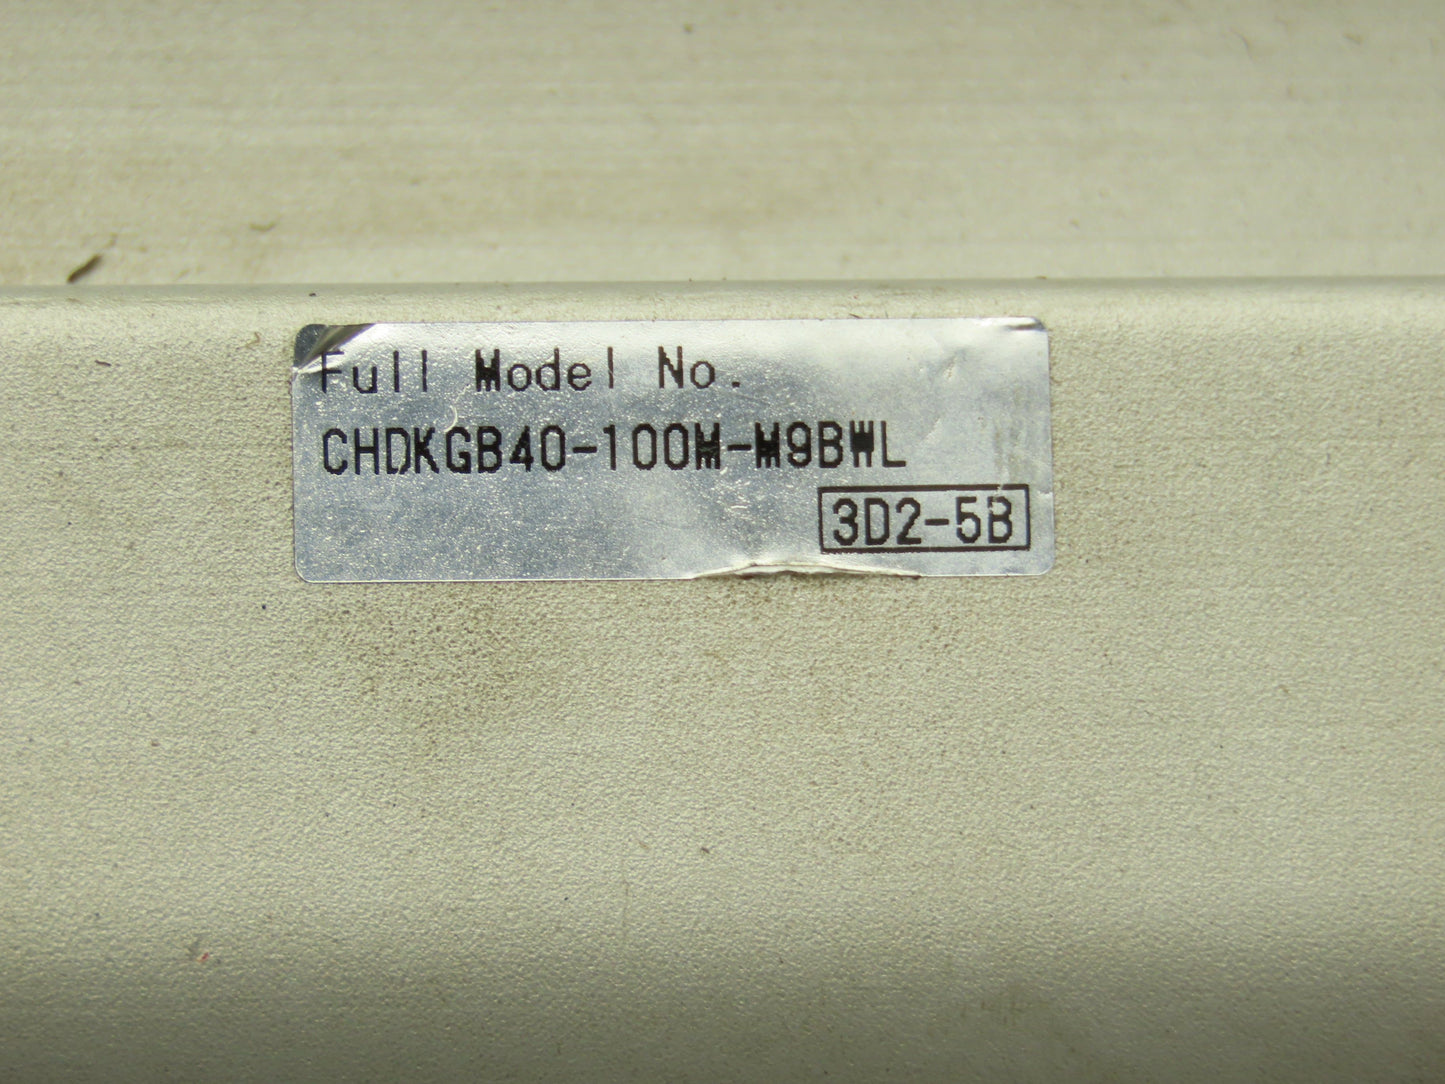 Full Model No.
CHDKGB40-100M-M9BWL
3D2-5B